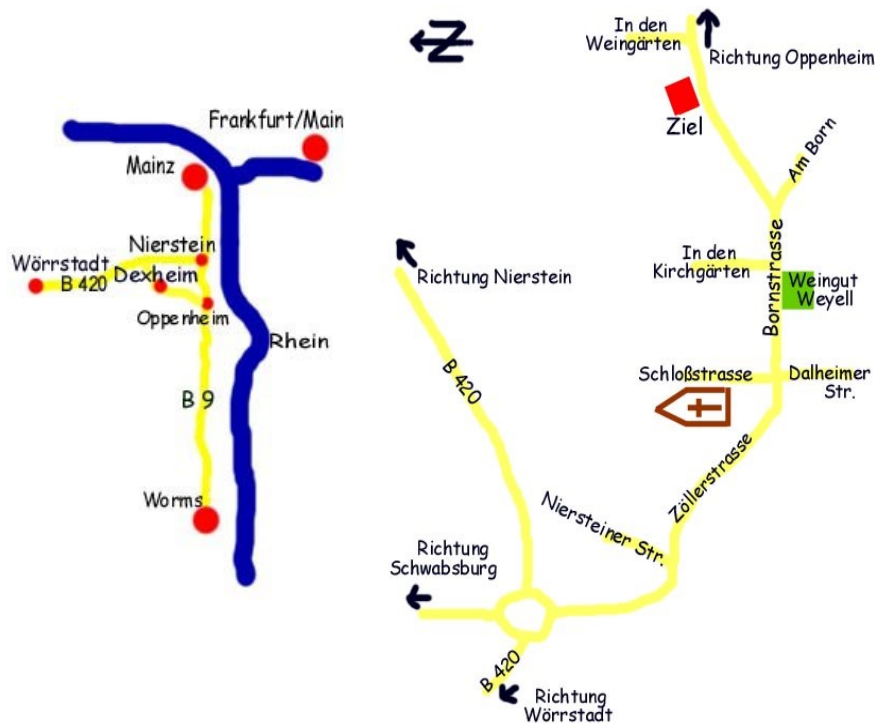 Frankfurt/Main
Mainz
Nierstein
Wörrstadt
Dexheim
B 420
Oppenheim
Rhein
B 9
Worms
N
In den
Weingärten
Richtung Oppenheim
Ziel
Am Born
Bornstrasse
In den
Kirchgärten
Weingut
Weyell
Richtung Nierstein
B 420
Schloßstrasse
Dalheimer
Str.
Zöllerstrasse
Niersteiner Str.
Richtung
Schwabsburg
B 420
Richtung
Wörrstadt